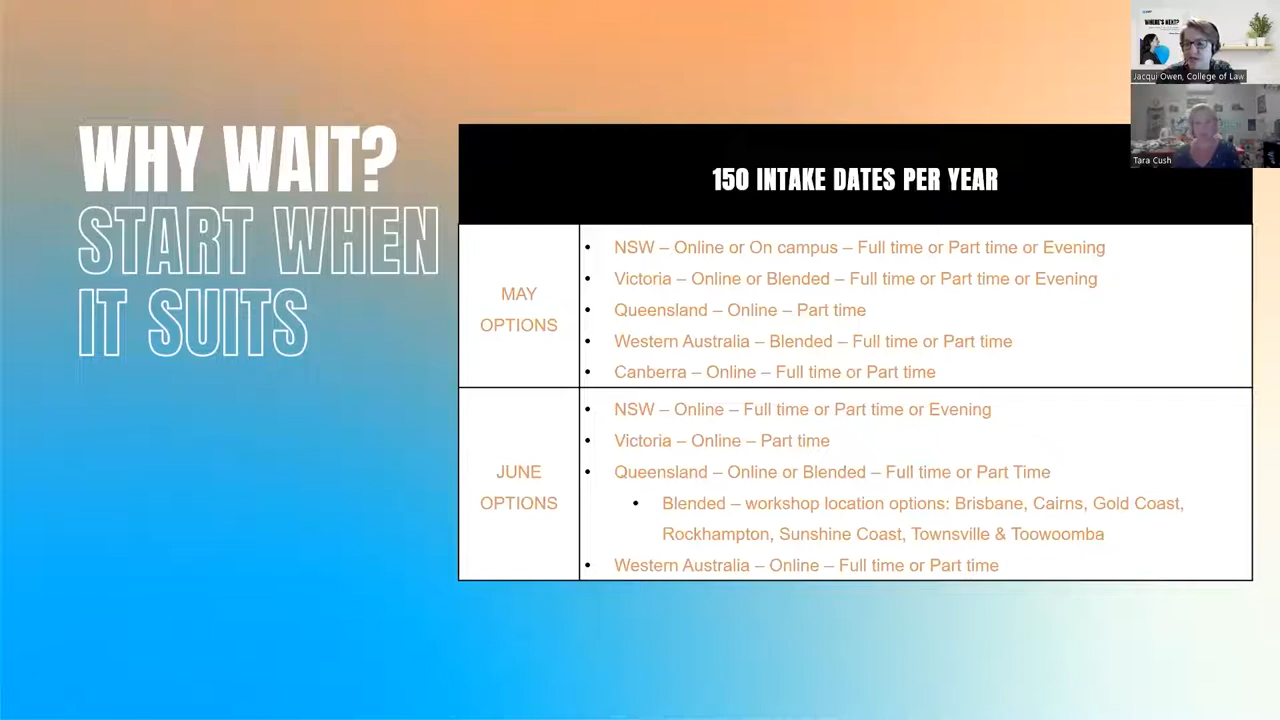 WHY WAIT?
START WHEN
IT SUITS
150 INTAKE DATES PER YEAR
MAY
OPTIONS
• NSW – Online or On campus – Full time or Part time or Evening
• Victoria – Online or Blended – Full time or Part time or Evening
• Queensland – Online – Part time
• Western Australia – Blended – Full time or Part time
• Canberra – Online – Full time or Part time
JUNE
OPTIONS
• NSW – Online – Full time or Part time or Evening
• Victoria – Online – Part time
• Queensland – Online or Blended – Full time or Part Time
• Blended – workshop location options: Brisbane, Cairns, Gold Coast,
Rockhampton, Sunshine Coast, Townsville & Toowoomba
• Western Australia – Online – Full time or Part time
WHERE'S NEXT?
Jacqui Owen, College of Law
Tara Cush